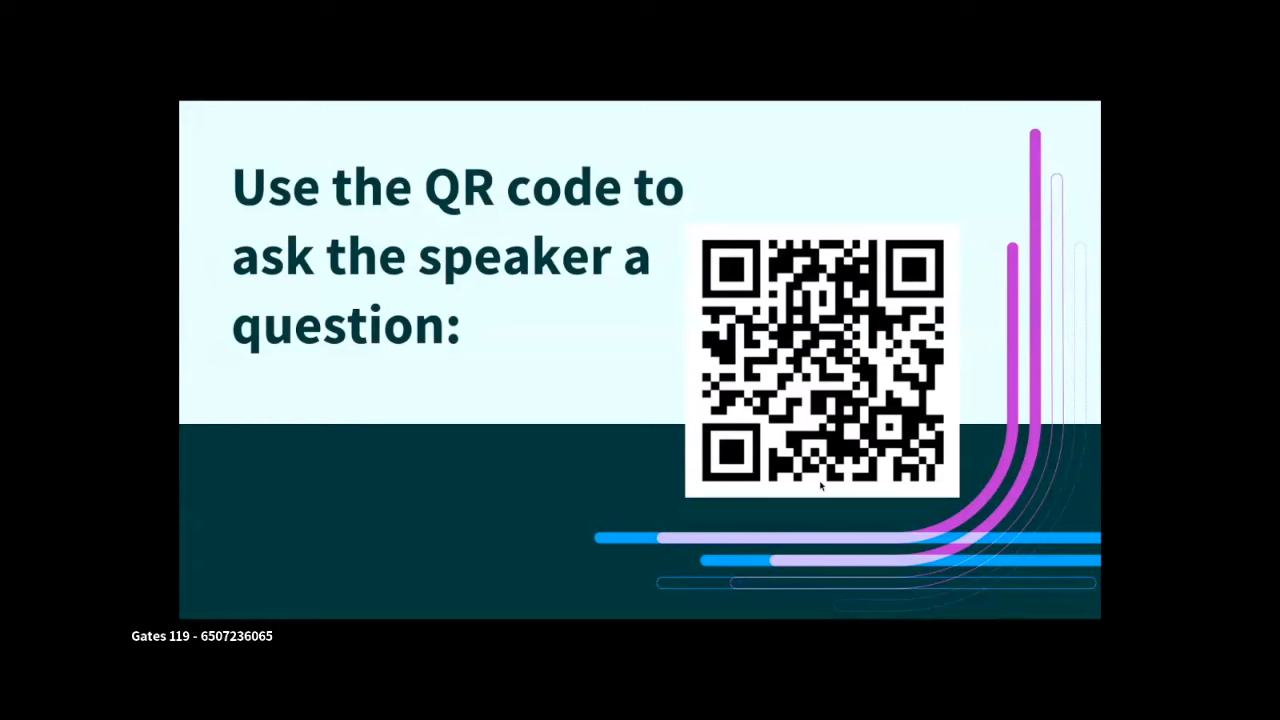 Use the QR code to
ask the speaker a
question:
Gates 119 - 6507236065